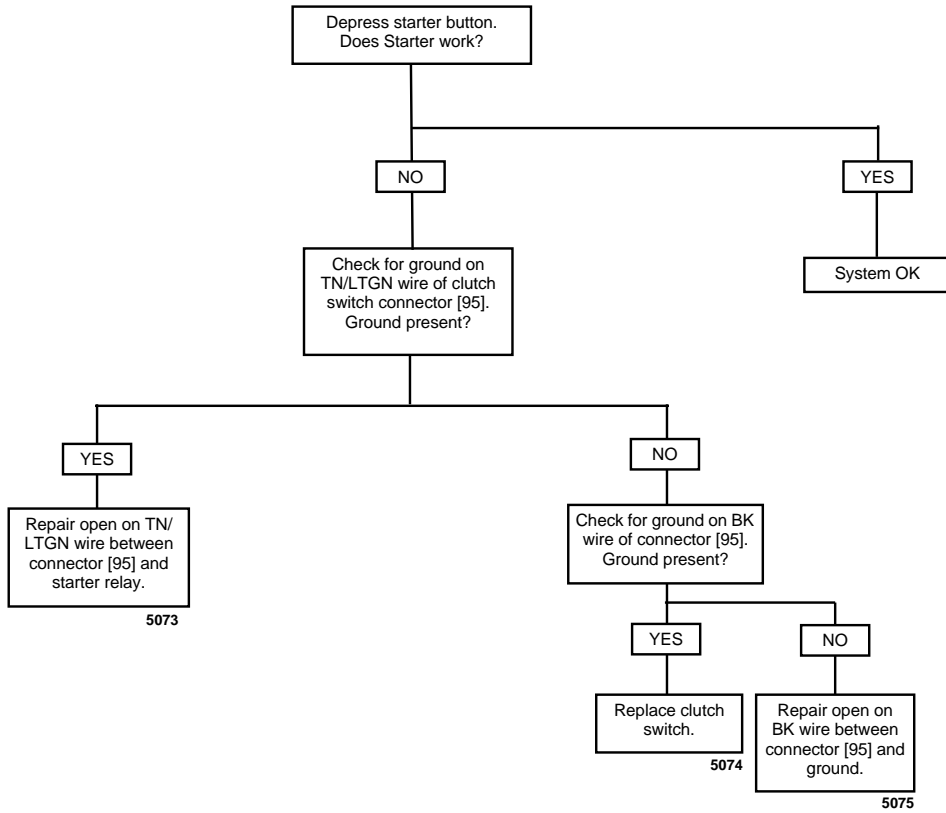 Depress starter button.
Does Starter work?
NO
YES
Check for ground on
TN/LTGN wire of clutch
switch connector [95].
Ground present?
System OK
YES
NO
Repair open on TN/
LTGN wire between
connector [95] and
starter relay.
5073
Check for ground on BK
wire of connector [95].
Ground present?
YES
NO
Replace clutch
switch.
5074
Repair open on
BK wire between
connector [95] and
ground.
5075